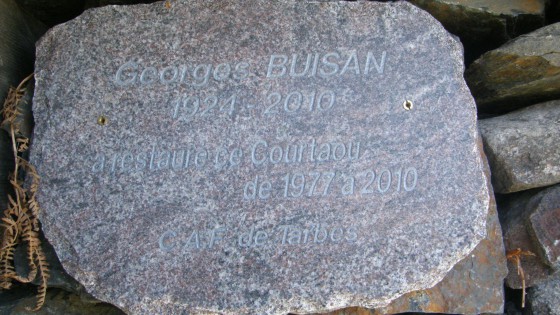 Georges BUISAN
1924 - 2010
a restauré ce Courtaou
de 1977 à 2010
C.A.F. de Tarbes